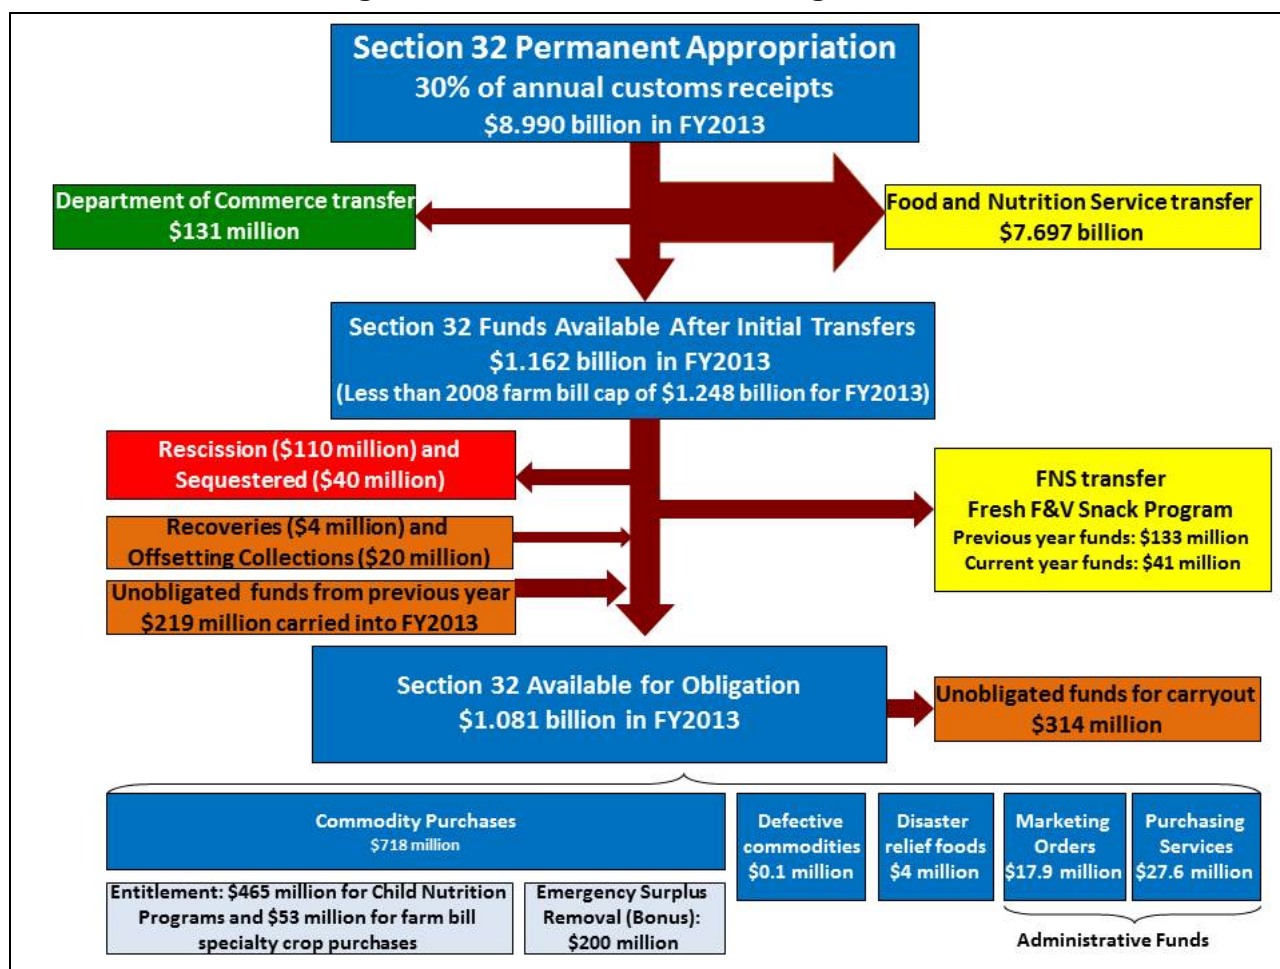 Section 32 Permanent Appropriation
30% of annual customs receipts
$8.990 billion in FY2013
Department of Commerce transfer
$131 million
Food and Nutrition Service transfer
$7.697 billion
Section 32 Funds Available After Initial Transfers
$1.162 billion in FY2013
(Less than 2008 farm bill cap of $1.248 billion for FY2013)
Rescission ($110 million) and
Sequestered ($40 million)
FNS transfer
Fresh F&V Snack Program
Previous year funds: $133 million
Current year funds: $41 million
Recoveries ($4 million) and
Offsetting Collections ($20 million)
Unobligated funds from previous year
$219 million carried into FY2013
Section 32 Available for Obligation
$1.081 billion in FY2013
Unobligated funds for carryout
$314 million
Commodity Purchases
$718 million
Defective
commodities
$0.1 million
Disaster
relief foods
$4 million
Marketing
Orders
$17.9 million
Purchasing
Services
$27.6 million
Entitlement: $465 million for Child Nutrition
Programs and $53 million for farm bill
specialty crop purchases
Emergency Surplus
Removal (Bonus):
$200 million
Administrative Funds